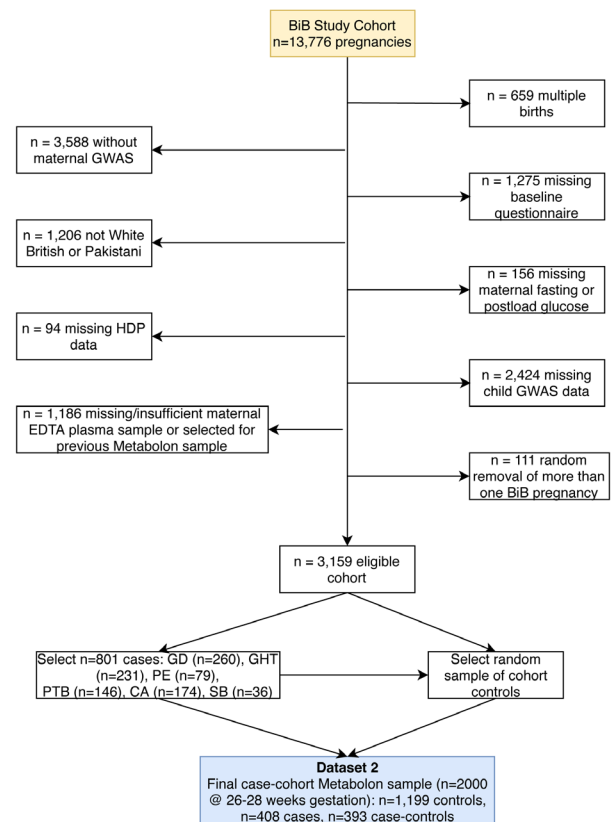 BiB Study Cohort
n=13,776 pregnancies
n = 659 multiple
births
n = 3,588 without
maternal GWAS
n = 1,275 missing
baseline
questionnaire
n = 1,206 not White
British or Pakistani
n = 156 missing
maternal fasting or
postload glucose
n = 94 missing HDP
data
n = 2,424 missing
child GWAS data
n = 1,186 missing/insufficient maternal
EDTA plasma sample or selected for
previous Metabolon sample
n = 111 random
removal of more than
one BiB pregnancy
n = 3,159 eligible
cohort
Select n=801 cases: GD (n=260), GHT
(n=231), PE (n=79),
PTB (n=146), CA (n=174), SB (n=36)
Select random
sample of cohort
controls
Dataset 2
Final case-cohort Metabolon sample (n=2000
@ 26-28 weeks gestation): n=1,199 controls,
n=408 cases, n=393 case-controls